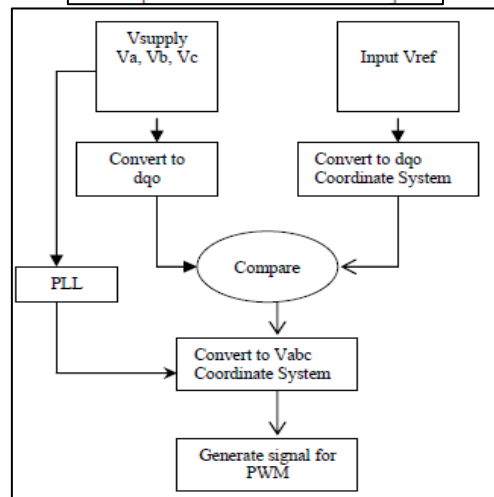 Vsupply
Va, Vb, Vc
Input Vref
Convert to
dqo
Convert to dqo
Coordinate System
Compare
PLL
Convert to Vabc
Coordinate System
Generate signal for
PWM